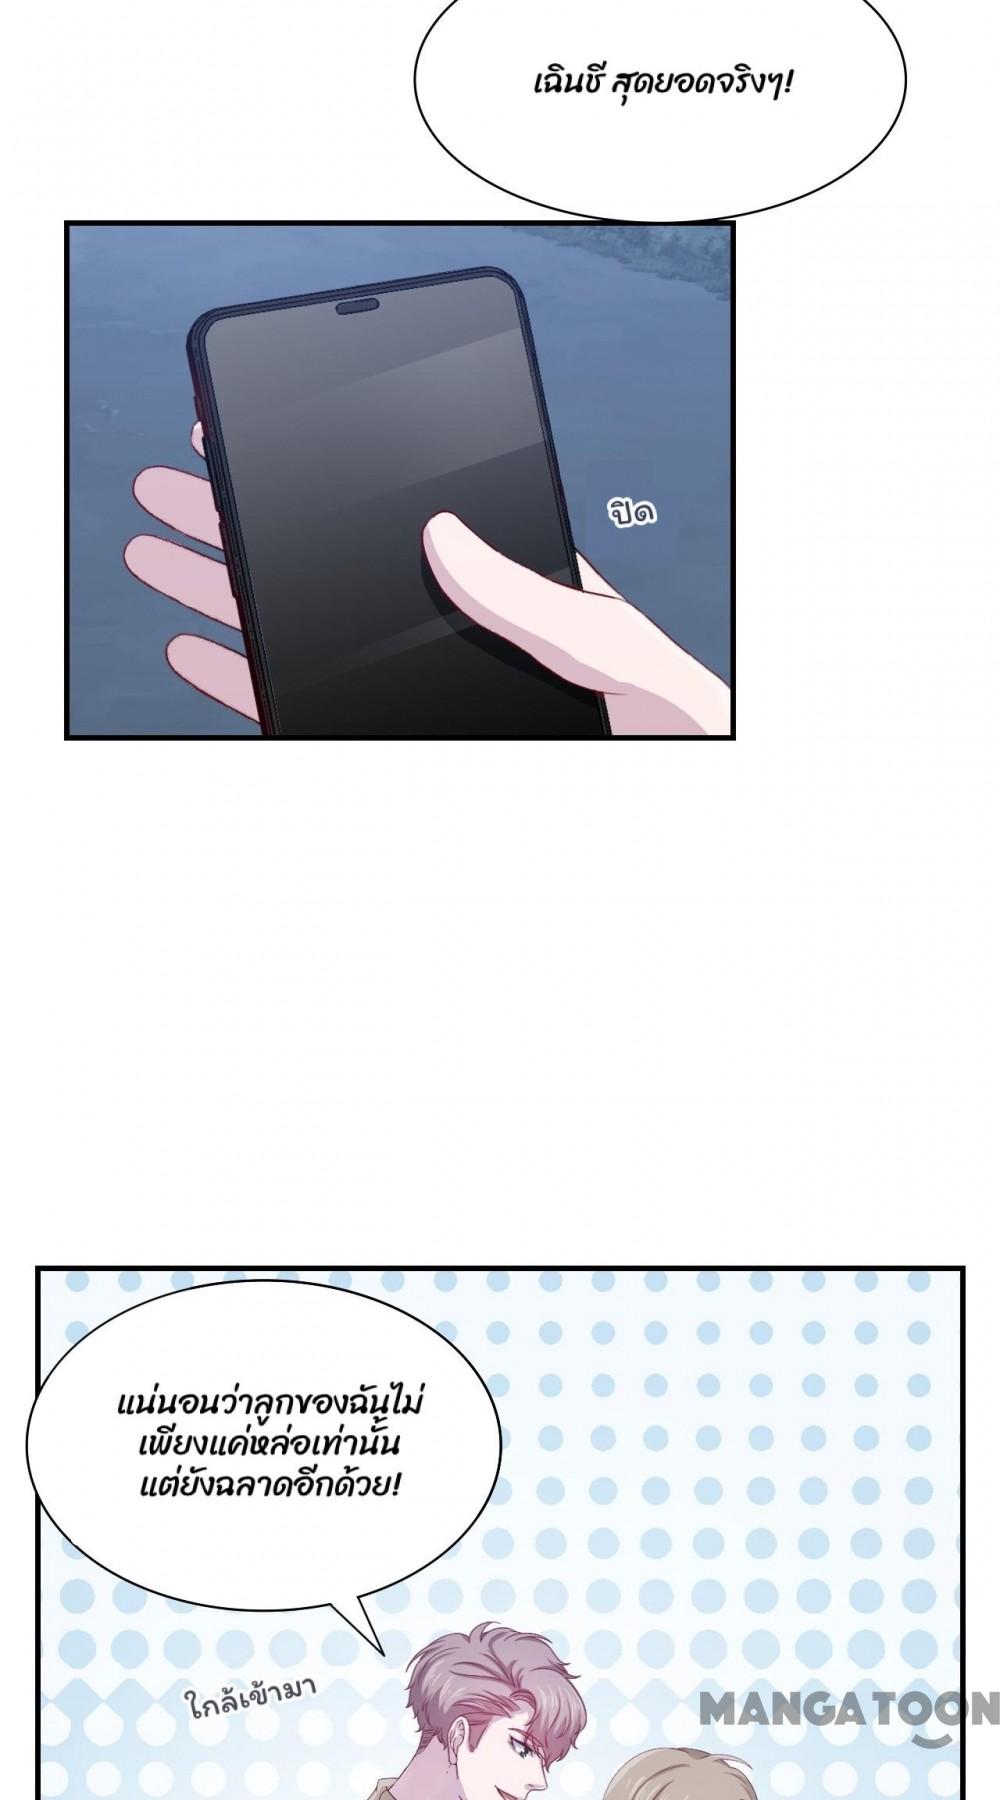 เฉินชี สุดยอดจริงๆ!
ปิด
แน่นอนว่าลูกของฉันไม่
เพียงแค่หล่อเท่านั้น
แต่ยังฉลาดอีกด้วย!
ใกล้เข้ามา
MANGATOON